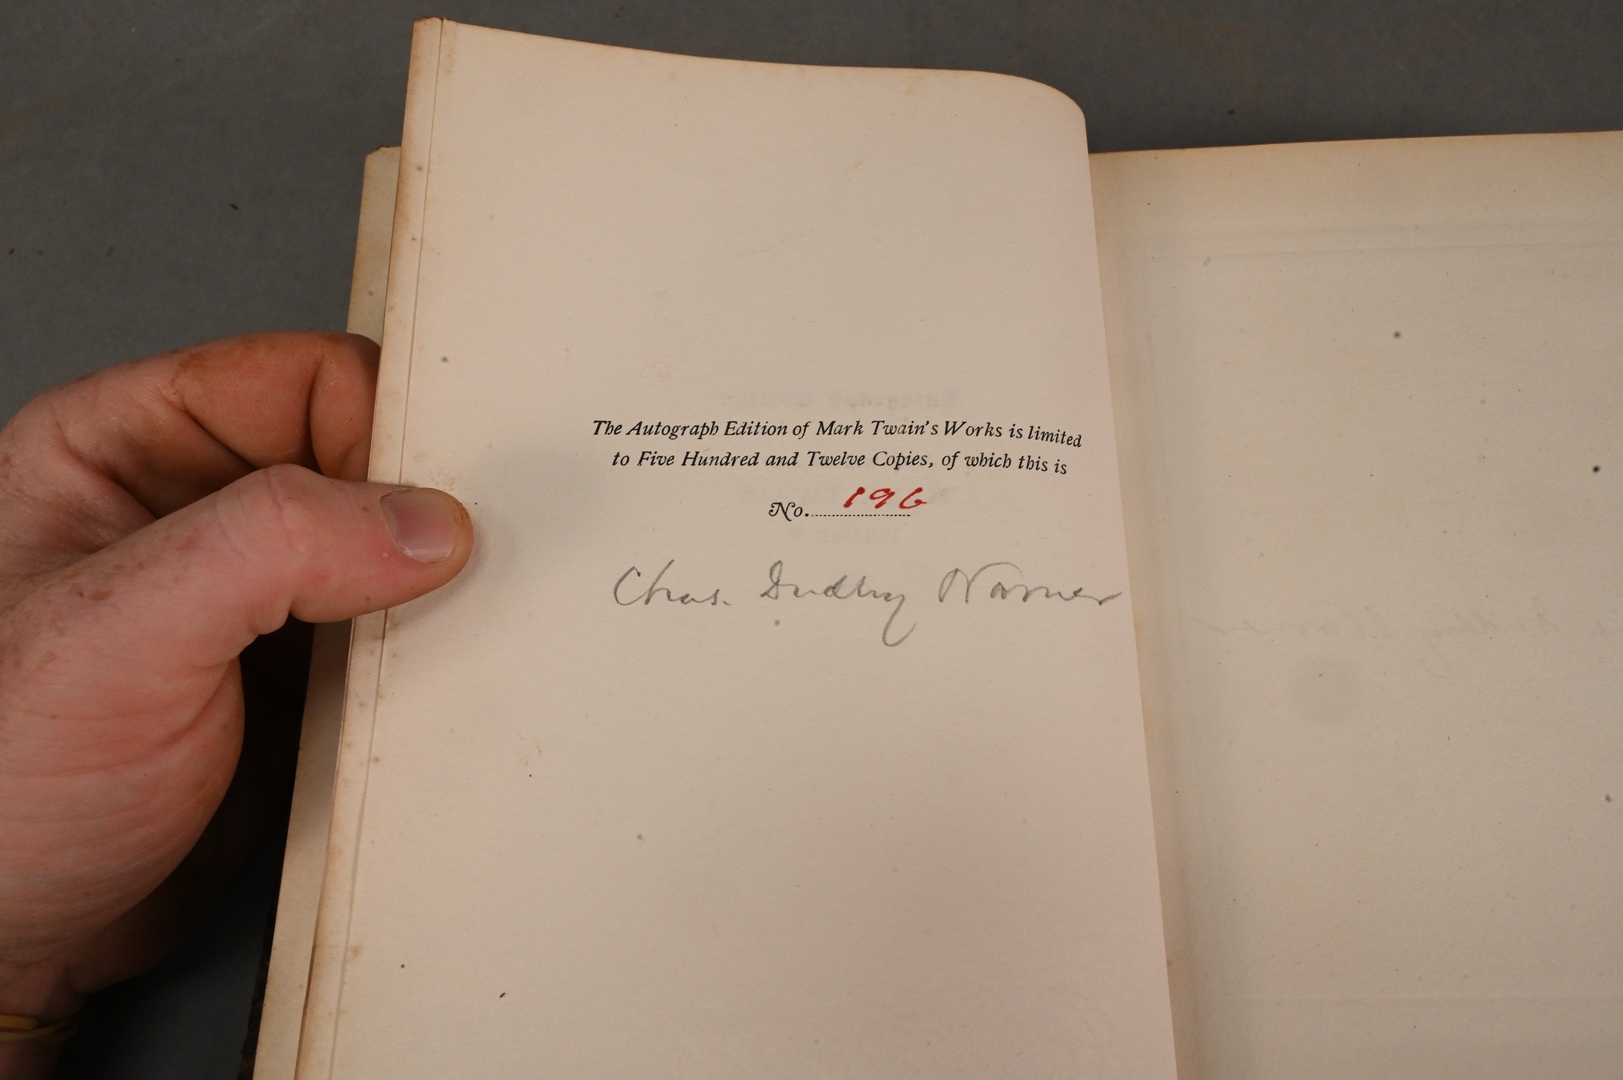 The Autograph Edition of Mark Twain's Works is limited
to Five Hundred and Twelve Copies, of which this is
No. 196
Chas. Dudley Warner